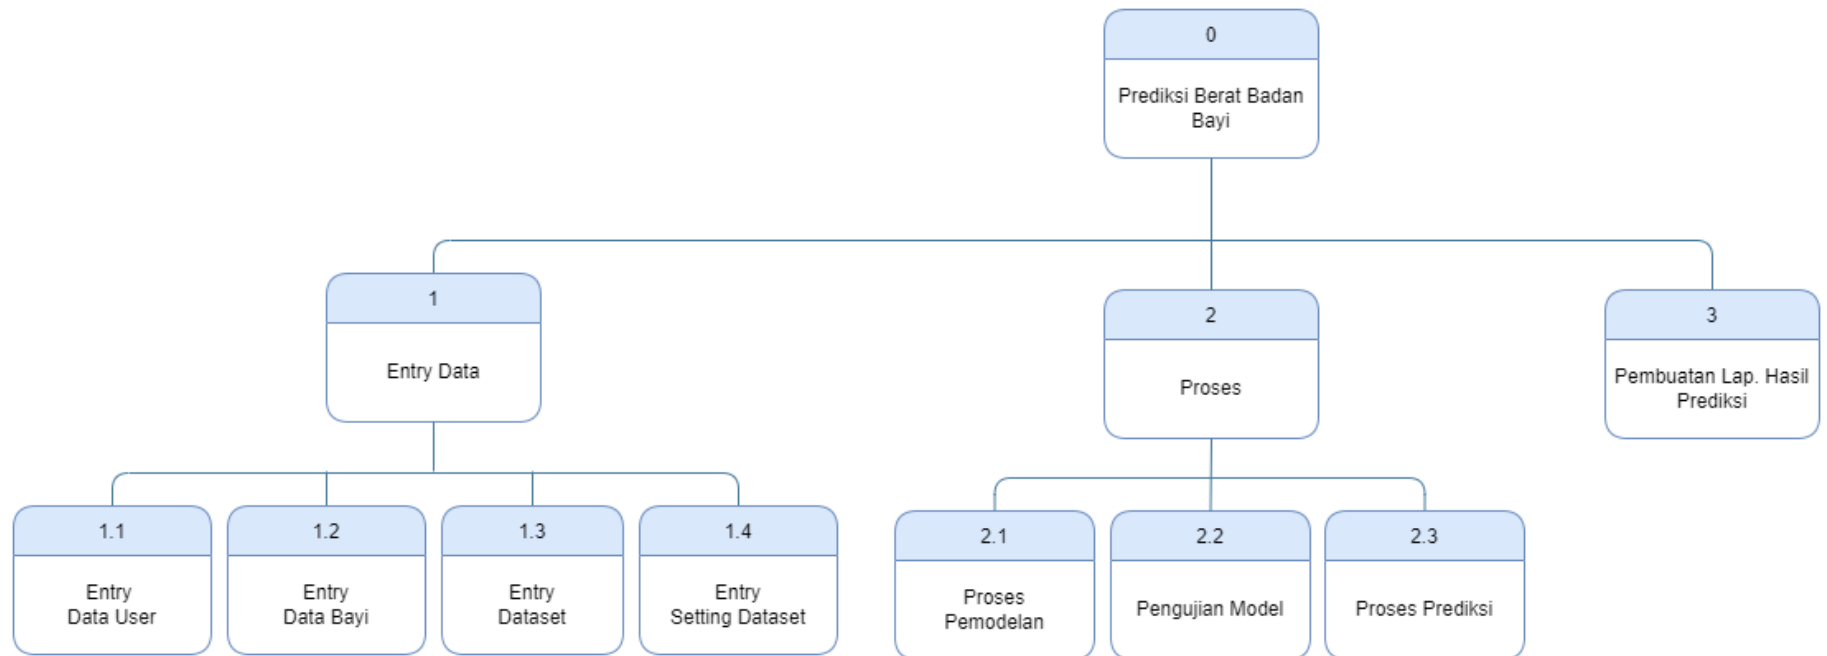 0
Prediksi Berat Badan
Bayi
1
Entry Data
2
Proses
3
Pembuatan Lap. Hasil
Prediksi
1.1
Entry
Data User
1.2
Entry
Data Bayi
1.3
Entry
Dataset
1.4
Entry
Setting Dataset
2.1
Proses
Pemodelan
2.2
Pengujian Model
2.3
Proses Prediksi